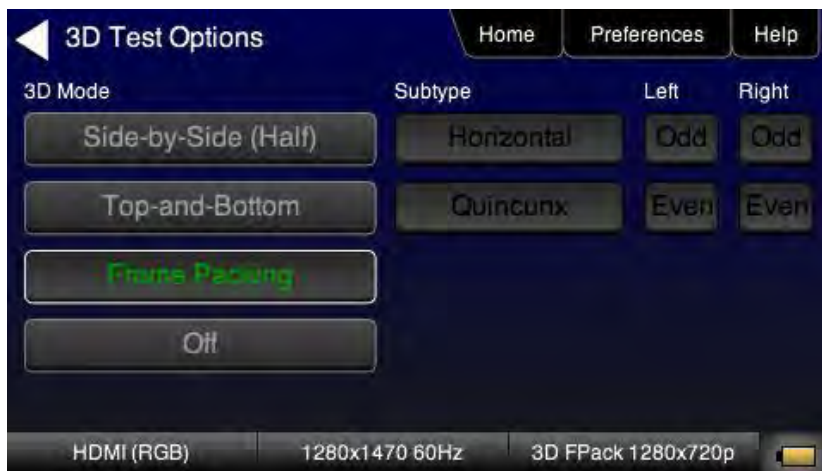 3D Test Options Home Preferences Help
3D Mode Subtype Left Right
Side-by-Side (Half) Horizontal Odd Odd
Top-and-Bottom Quincunx Even Even
Frame Packing
Off
HDMI (RGB) 1280x1470 60Hz 3D FPack 1280x720p